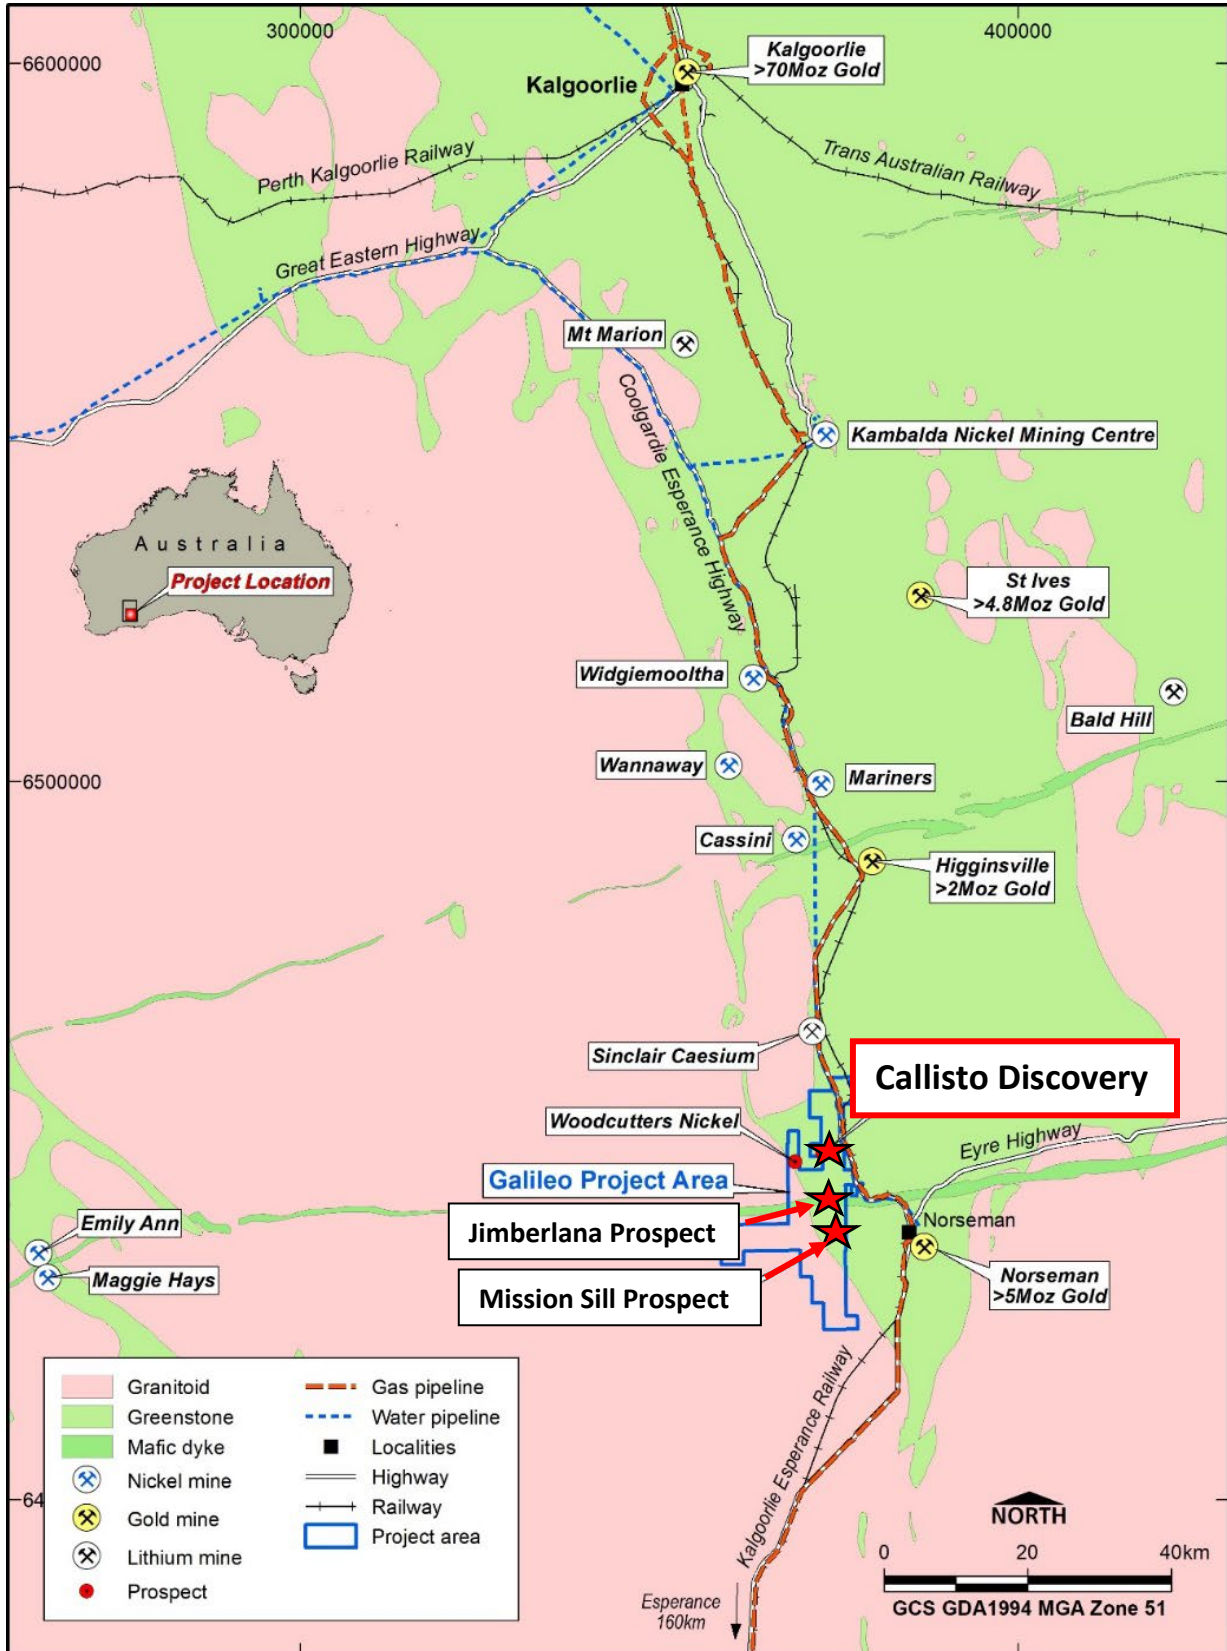 300000
400000
6600000
Kalgoorlie
>70Moz Gold
Kalgoorlie
Perth Kalgoorlie Railway
Trans Australian Railway
Great Eastern Highway
Mt Marion
Coolgardie Esperance Highway
Kambalda Nickel Mining Centre
Australia
Project Location
St Ives
>4.8Moz Gold
Widgiemooltha
Bald Hill
Wannaway
Mariners
6500000
Cassini
Higginsville
>2Moz Gold
Sinclair Caesium
Callisto Discovery
Woodcutters Nickel
Eyre Highway
Galileo Project Area
Emily Ann
Jimberlana Prospect
Norseman
Maggie Hays
Mission Sill Prospect
Norseman
>5Moz Gold
Granitoid
Greenstone
Mafic dyke
Nickel mine
Gold mine
Lithium mine
Prospect
Gas pipeline
Water pipeline
Localities
Highway
Railway
Project area
64
Kalgoorlie Esperance Railway
Esperance
160km
NORTH
0 20 40km
GCS GDA1994 MGA Zone 51